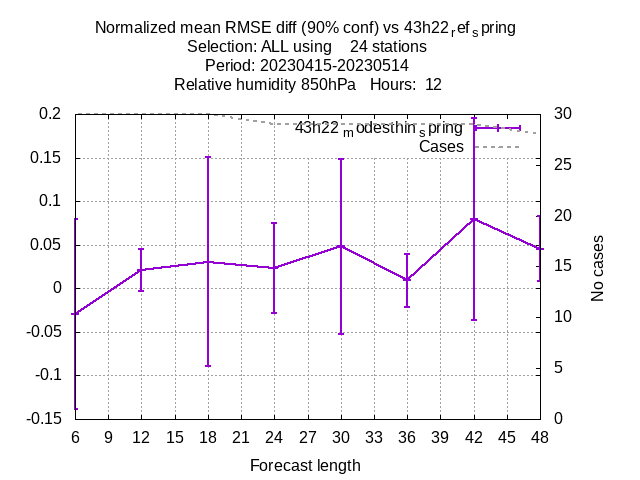 Normalized mean RMSE diff (90% conf) vs 43h22ref spring
Selection: ALL using 24 stations
Period: 20230415-20230514
Relative humidity 850hPa Hours: 12
0.2
0.15
0.1
0.05
0
-0.05
-0.1
-0.15
43h22modesthinspring
Cases
30
25
20
15
10
5
0
No cases
6 9 12 15 18 21 24 27 30 33 36 39 42 45 48
Forecast length